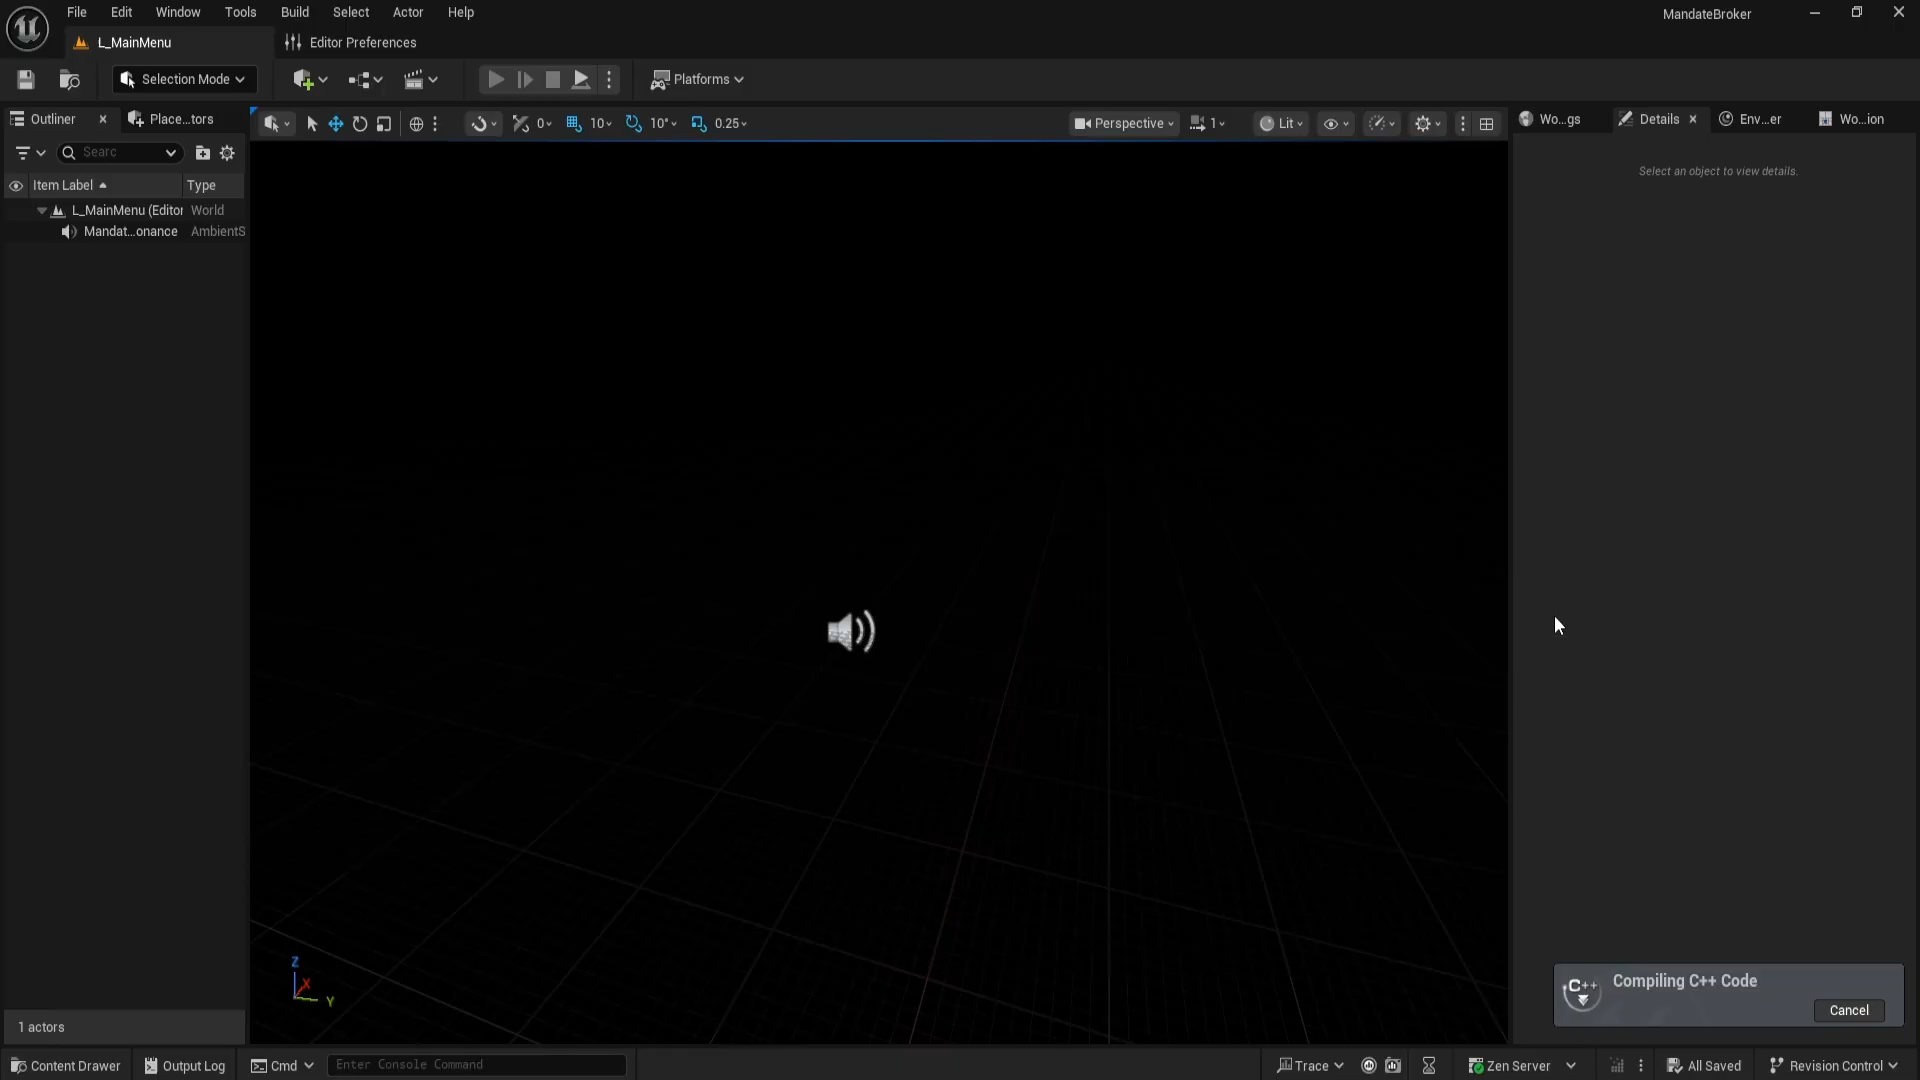 File Edit Window Tools Build Select Actor Help
MandateBroker
L_MainMenu
Editor Preferences
Selection Mode
Platforms
Outliner
Place...tors
0
10
10°
0.25
Perspective
1
Lit
Wo...gs
Details
Env...er
Wo...ion
Searc
Select an object to view details.
Item Label
Type
L_MainMenu (Editor
World
Mandat...onance
AmbientS
Z
X
Y
C++
Compiling C++ Code
Cancel
1 actors
Content Drawer
Output Log
Cmd
Enter Console Command
Trace
Zen Server
All Saved
Revision Control